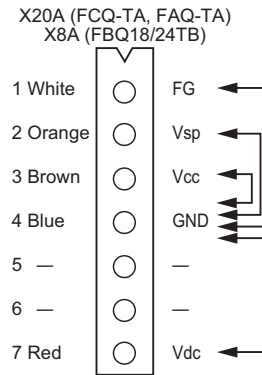 X20A (FCQ-TA, FAQ-TA)
X8A (FBQ18/24TB)
1 White FG
2 Orange Vsp
3 Brown Vcc
4 Blue GND
5 — —
6 — —
7 Red Vdc